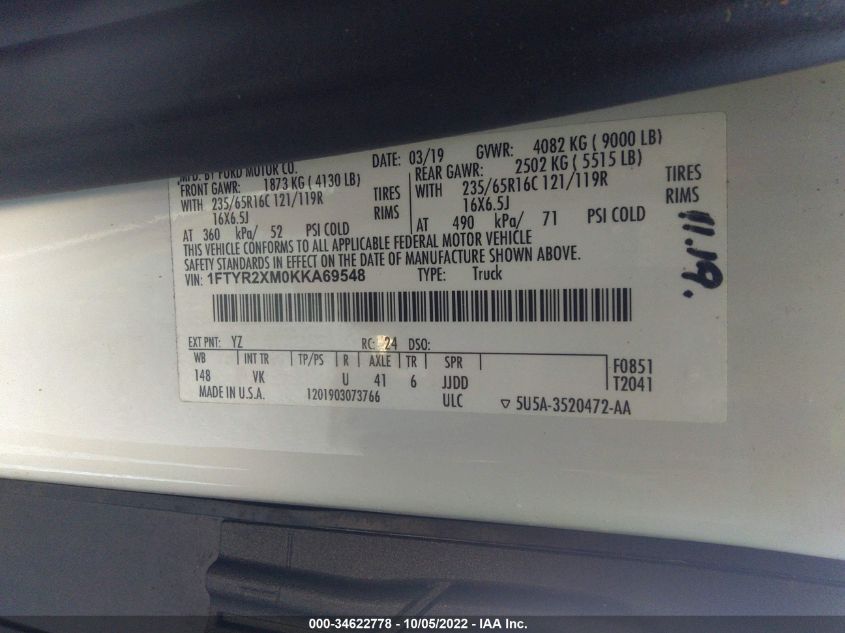 MFD. BY FORD MOTOR CO.
DATE: 03/19 GVWR: 4082 KG ( 9000 LB)
FRONT GAWR: 1873 KG ( 4130 LB)
REAR GAWR: 2502 KG ( 5515 LB)
WITH 235/65R16C 121/119R TIRES
WITH 235/65R16C 121/119R TIRES
16X6.5J RIMS
16X6.5J RIMS
AT 360 kPa/ 52 PSI COLD
AT 490 kPa/ 71 PSI COLD
THIS VEHICLE CONFORMS TO ALL APPLICABLE FEDERAL MOTOR VEHICLE
SAFETY STANDARDS IN EFFECT ON THE DATE OF MANUFACTURE SHOWN ABOVE.
VIN: 1FTYR2XM0KKA69548 TYPE: Truck
EXT PNT: YZ RC: 24 DSO:
WB INT TR TP/PS R AXLE TR SPR
148 VK U 41 6 JJDD
F0851
T2041
MADE IN U.S.A. 1201903073766 ULC
▽ 5U5A-3520472-AA
11.19.
000-34622778 - 10/05/2022 - IAA Inc.